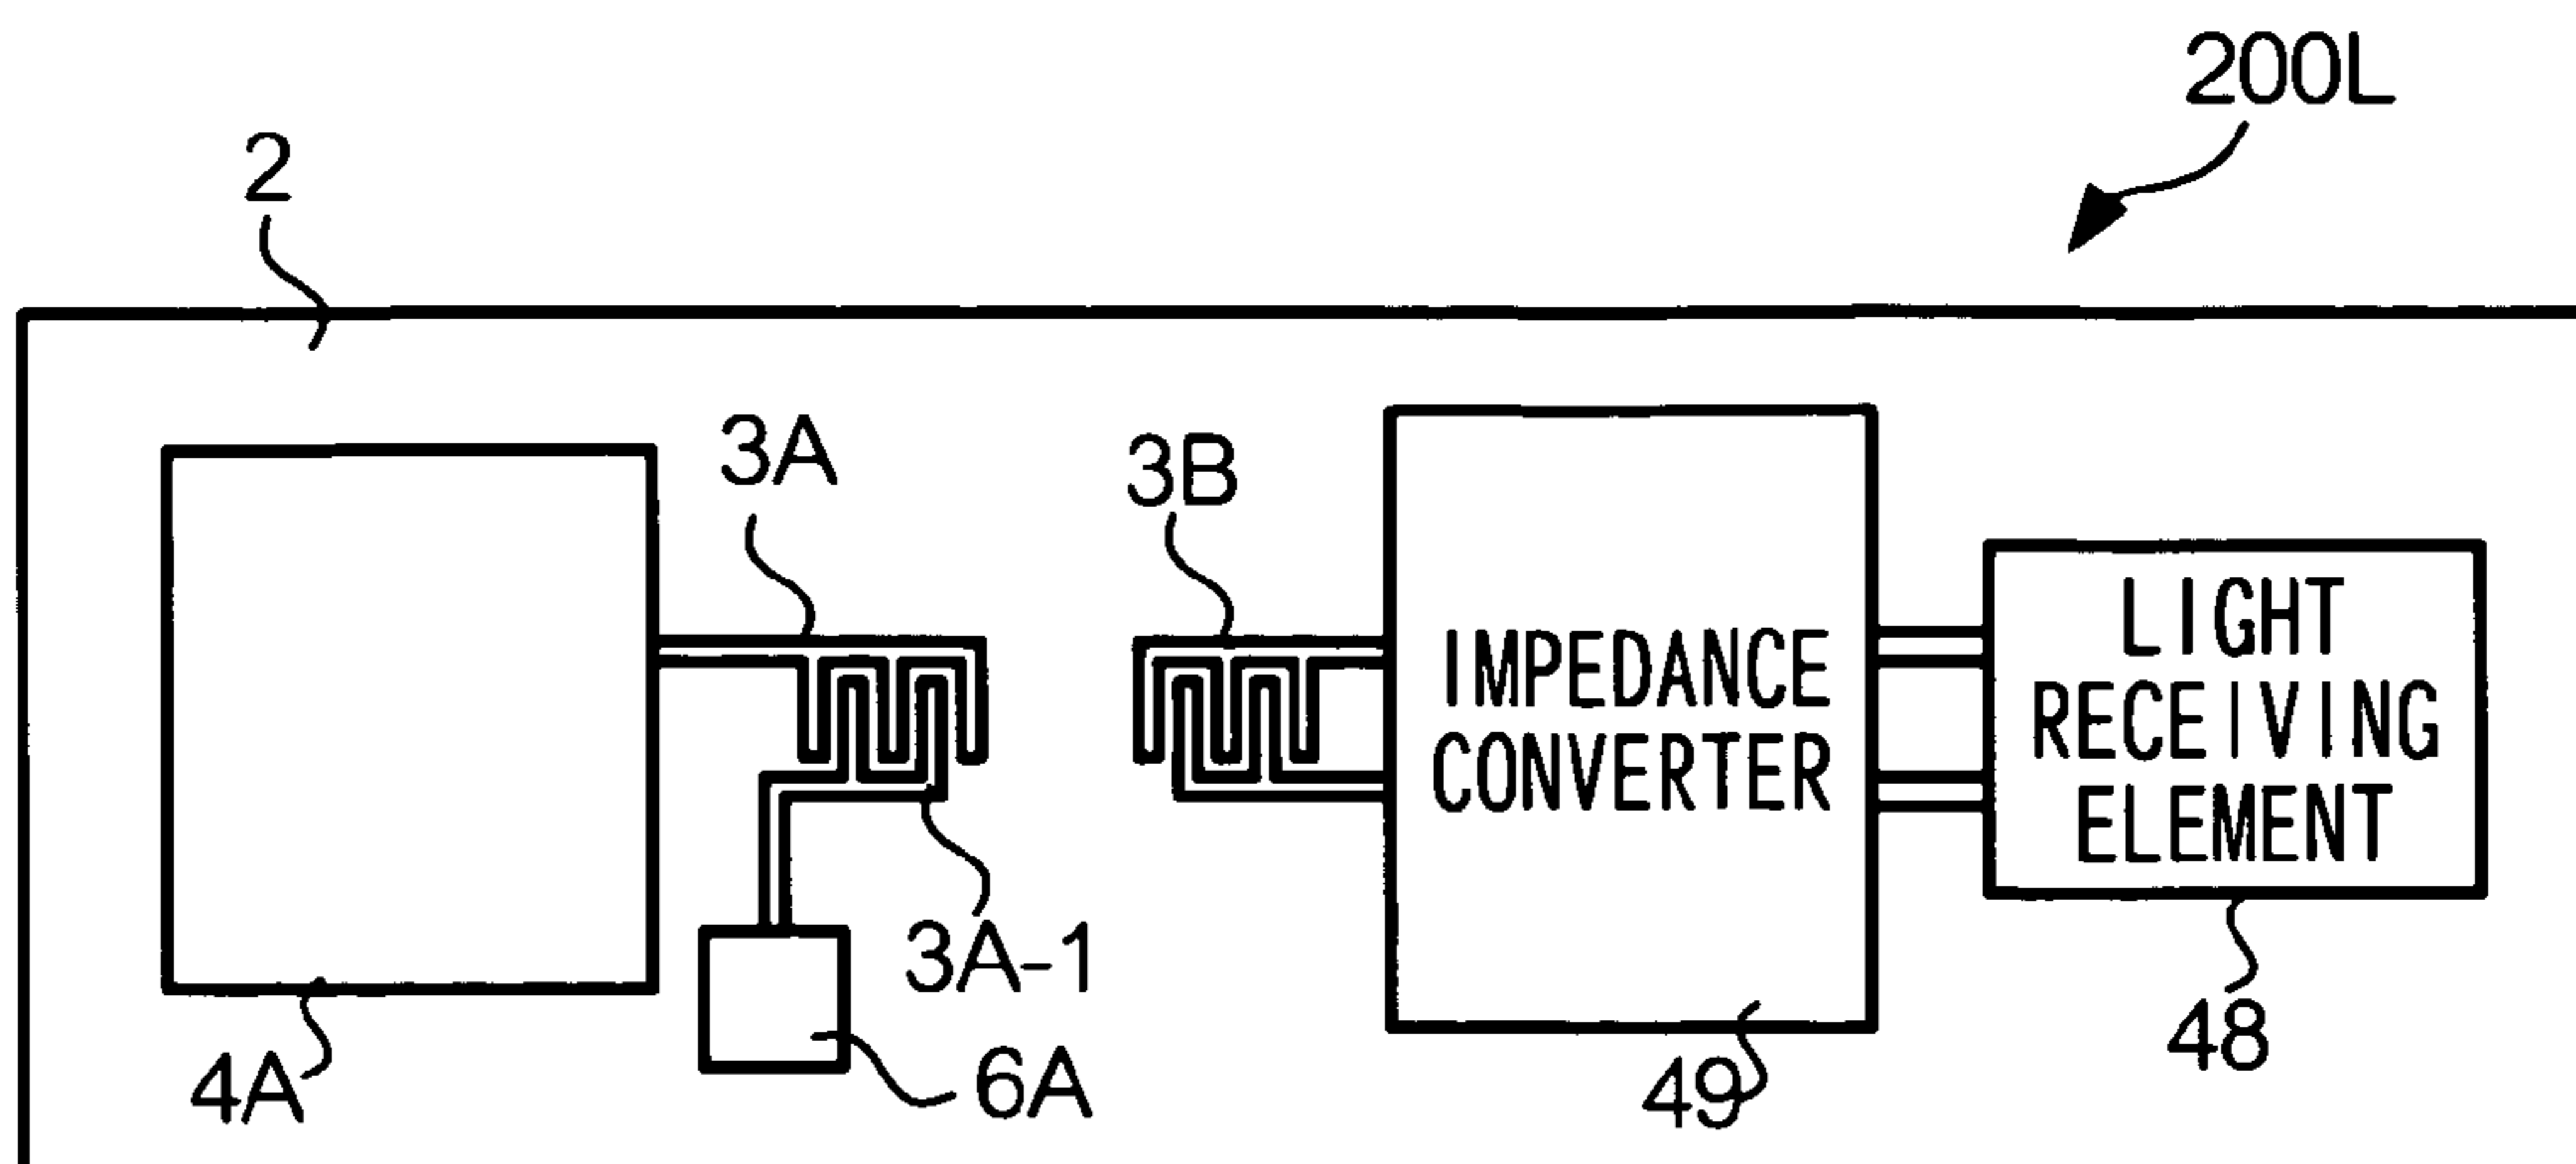 200L
2
3A
3B
IMPEDANCE
CONVERTER
LIGHT
RECEIVING
ELEMENT
3A-1
4A
6A
49
48